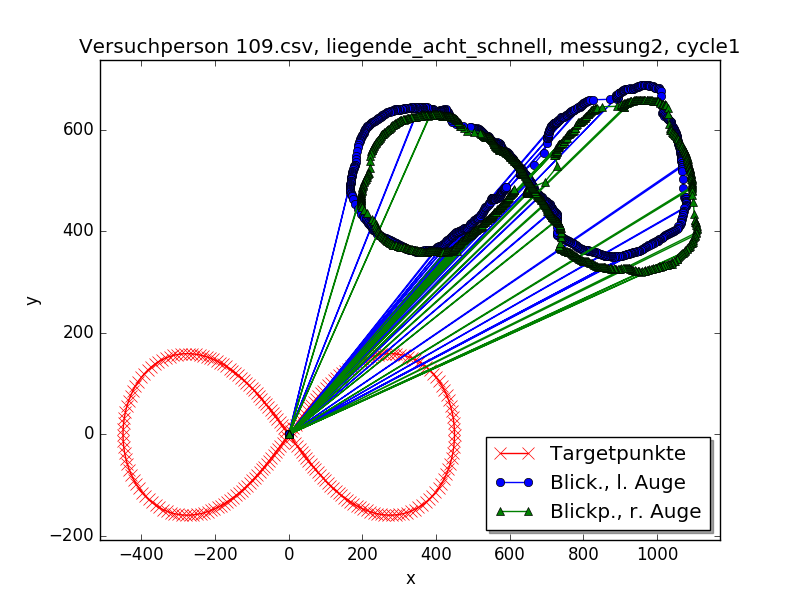 Versuchperson 109.csv, liegende_acht_schnell, messung2, cycle1
y
600
400
200
0
−200
−400
−200
0
200
400
600
800
1000
x
Targetpunkte
Blick., l. Auge
Blickp., r. Auge